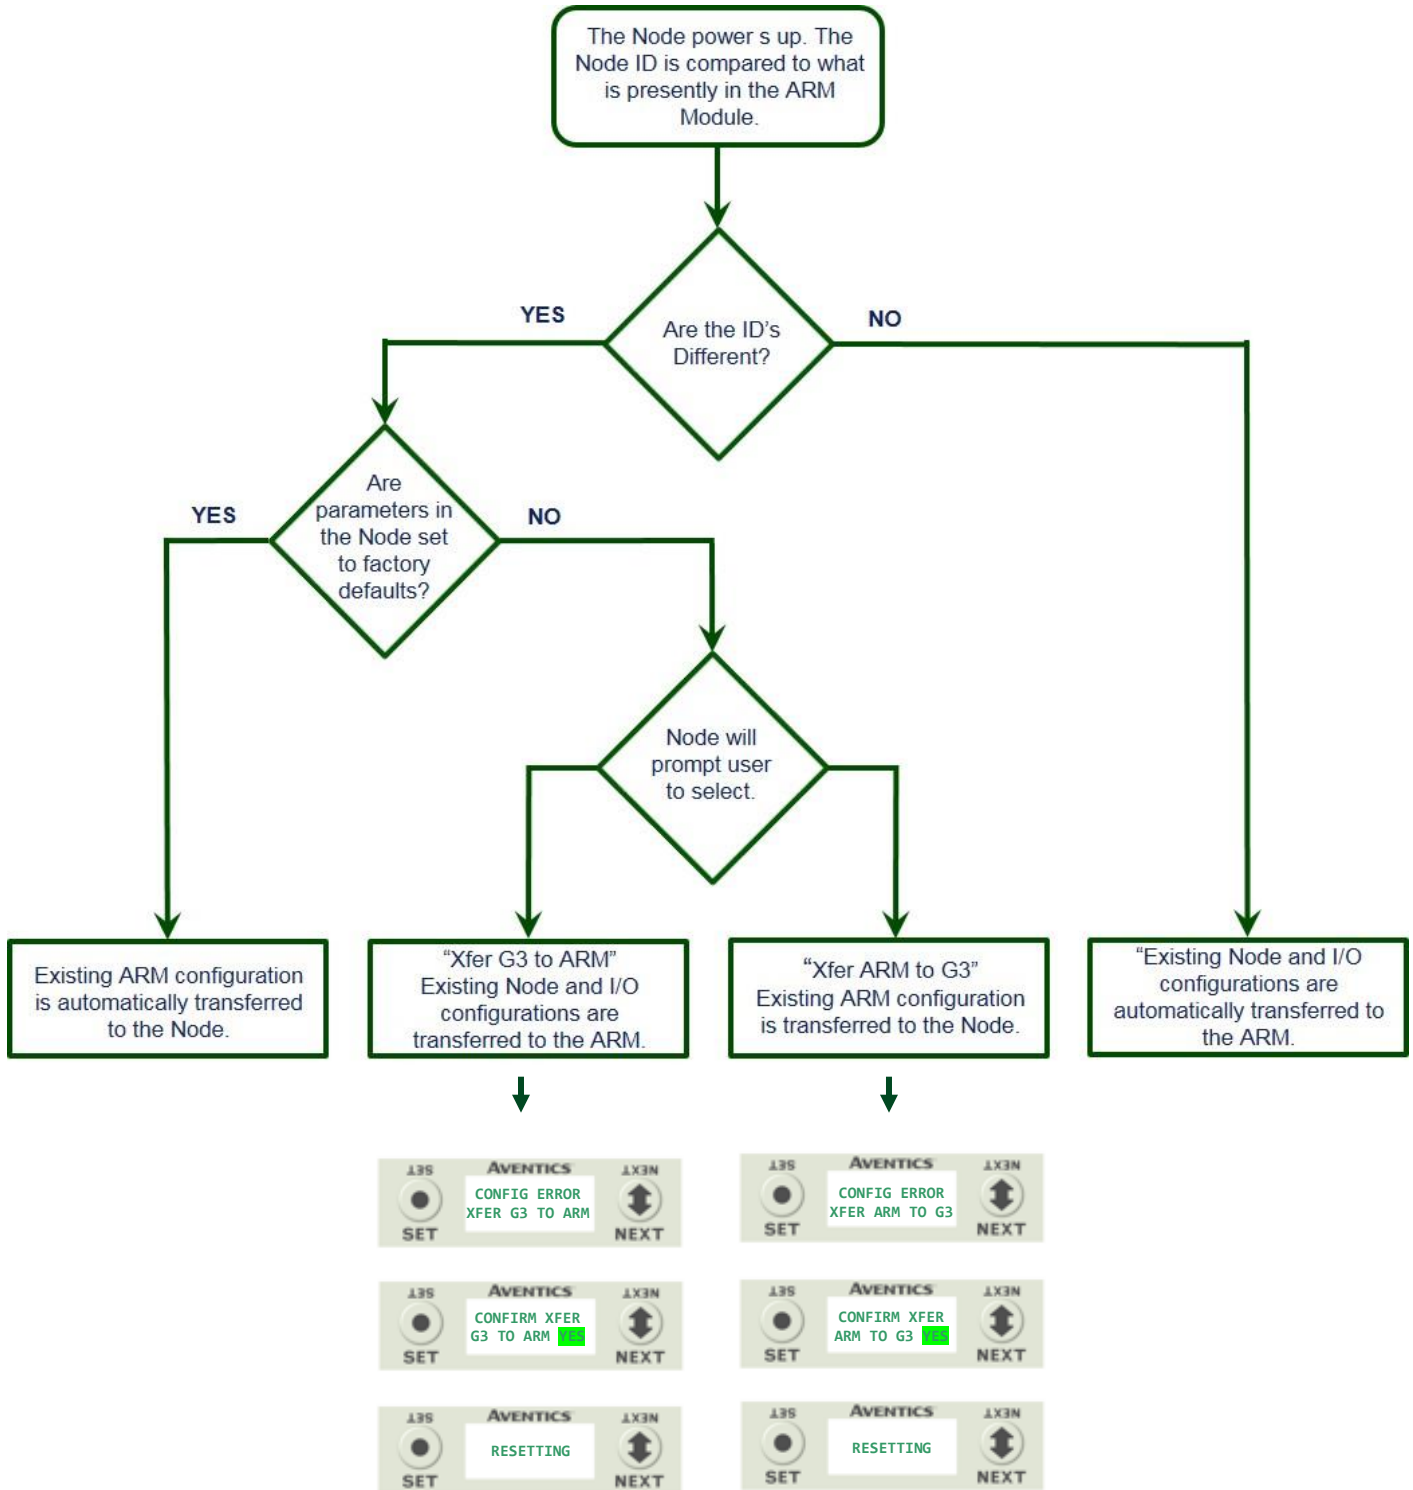 The Node power s up. The
Node ID is compared to what
is presently in the ARM
Module.
YES
NO
Are the ID's
Different?
YES
NO
Are
parameters in
the Node set
to factory
defaults?
Node will
prompt user
to select.
Existing ARM configuration
is automatically transferred
to the Node.
“Xfer G3 to ARM”
Existing Node and I/O
configurations are
transferred to the ARM.
“Xfer ARM to G3”
Existing ARM configuration
is transferred to the Node.
“Existing Node and I/O
configurations are
automatically transferred to
the ARM.
SET AVENTICS NEXT
CONFIG ERROR
XFER G3 TO ARM
SET NEXT
SET AVENTICS NEXT
CONFIG ERROR
XFER ARM TO G3
SET NEXT
SET AVENTICS NEXT
CONFIRM XFER
G3 TO ARM YES
SET NEXT
SET AVENTICS NEXT
CONFIRM XFER
ARM TO G3 YES
SET NEXT
SET AVENTICS NEXT
RESETTING
SET NEXT
SET AVENTICS NEXT
RESETTING
SET NEXT